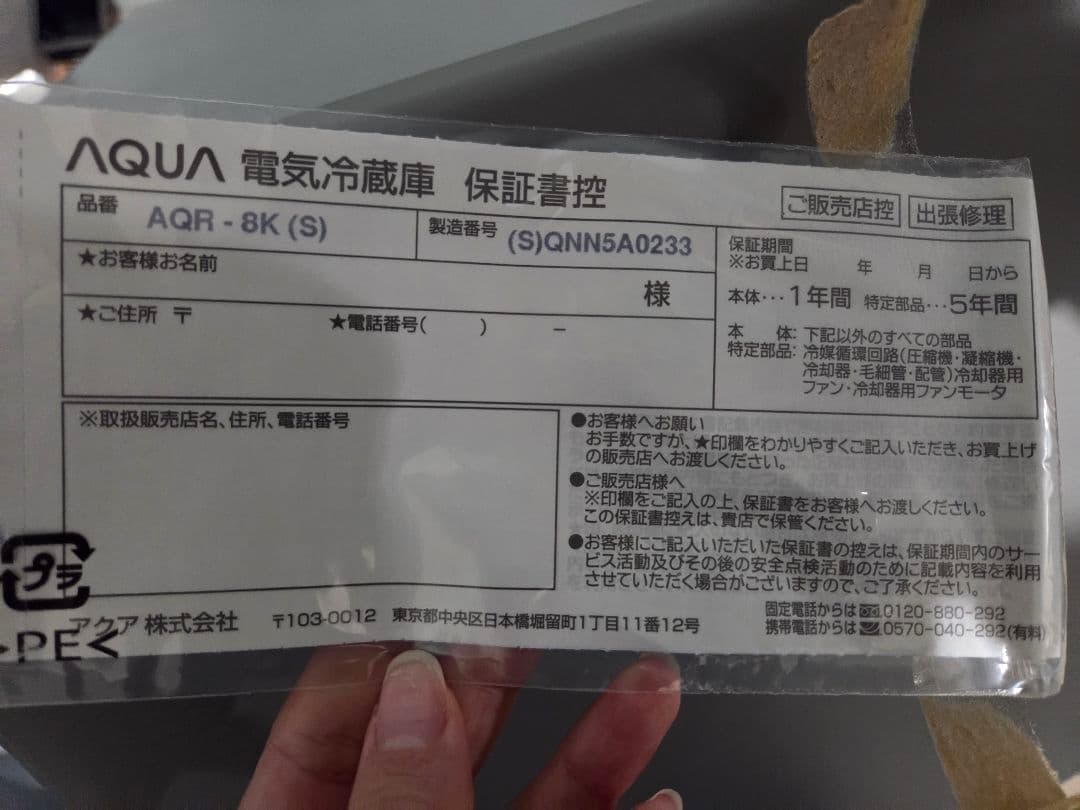 AQUA 電気冷蔵庫 保証書控
ご販売店控 出張修理
品番 AQR - 8K (S)
製造番号 (S)QNN5A0233
★お客様お名前
様
★ご住所 〒
★電話番号( ) −
保証期間
※お買上日 年 月 日から
本体…1年間 特定部品…5年間
本 体: 下記以外のすべての部品
特定部品: 冷媒循環回路(圧縮機・凝縮機・
冷却器・毛細管・配管)冷却器用
ファン・冷却器用ファンモータ
※取扱販売店名、住所、電話番号
●お客様へお願い
お手数ですが、★印欄をわかりやすくご記入いただき、お買上げ
の販売店へお渡しください。
●ご販売店様へ
※印欄をご記入の上、保証書をお客様へお渡しください。
この保証書控えは、貴店で保管ください。
●お客様にご記入いただいた保証書の控えは、保証期間内のサー
ビス活動及びその後の安全点検活動のために記載内容を利用
させていただく場合がございますので、ご了承ください。
プラ
>PE<
アクア株式会社 〒103-0012 東京都中央区日本橋堀留町1丁目11番12号
固定電話からは 0120-880-292
携帯電話からは 0570-040-292(有料)